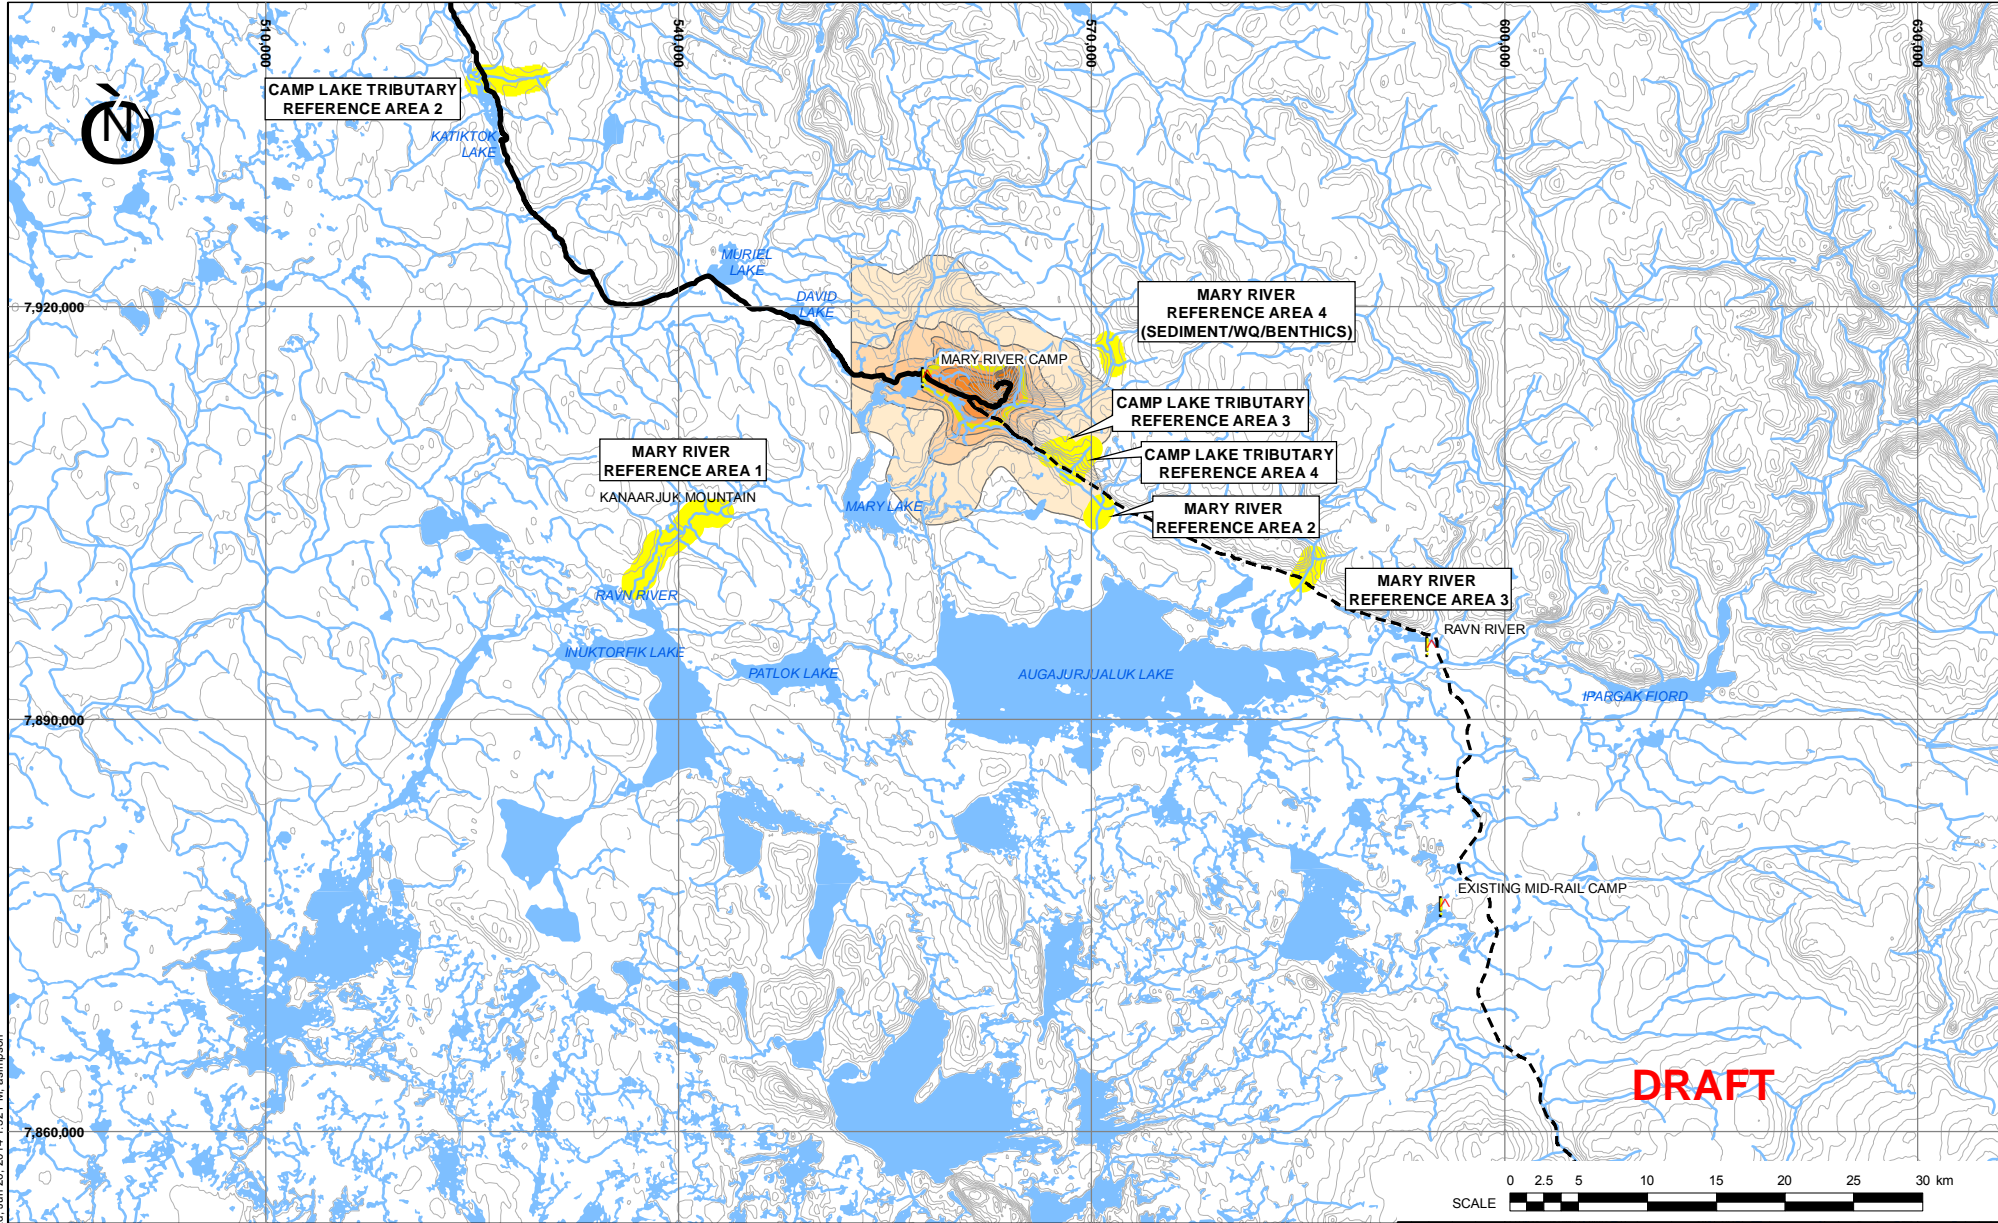 510,000
540,000
570,000
600,000
630,000
N
CAMP LAKE TRIBUTARY
REFERENCE AREA 2
KATIKTOK
LAKE
MURIEL
LAKE
DAVID
LAKE
7,920,000
MARY RIVER
REFERENCE AREA 4
(SEDIMENT/WQ/BENTHICS)
MARY RIVER CAMP
CAMP LAKE TRIBUTARY
REFERENCE AREA 3
CAMP LAKE TRIBUTARY
REFERENCE AREA 4
MARY RIVER
REFERENCE AREA 1
KANAARJUK MOUNTAIN
MARY LAKE
MARY RIVER
REFERENCE AREA 2
RAVN RIVER
MARY RIVER
REFERENCE AREA 3
RAVN RIVER
INUKTORFIK LAKE
PATLOK LAKE
AUGAJURJUALUK LAKE
IPARGAK FIORD
7,890,000
EXISTING MID-RAIL CAMP
DRAFT
7,860,000
0 2.5 5 10 15 20 25 30 km
SCALE